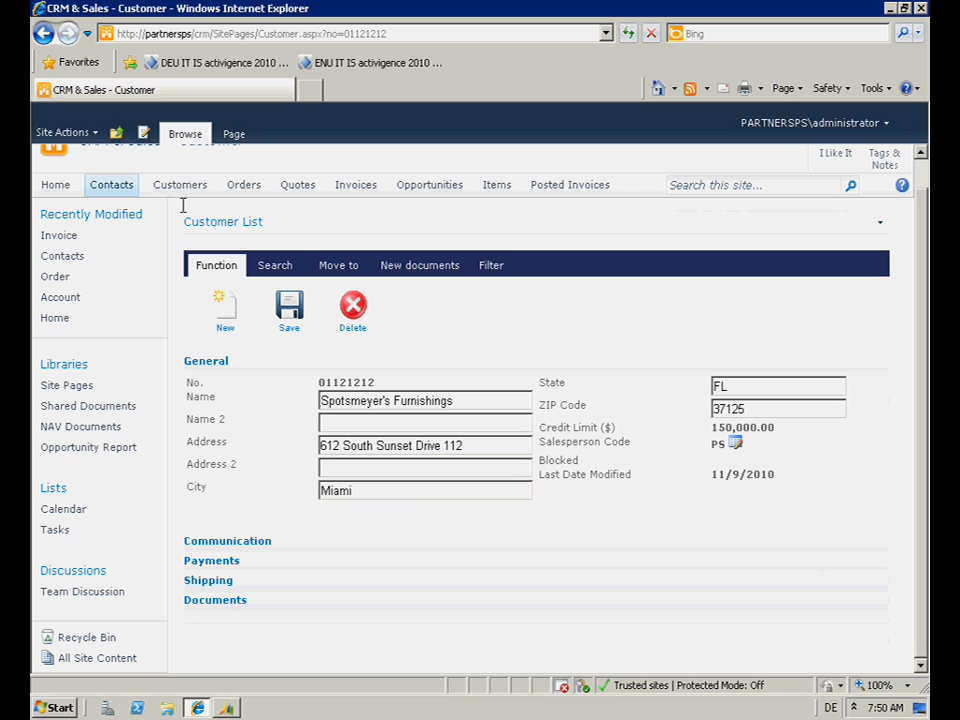 CRM & Sales - Customer - Windows Internet Explorer
http://partnersps/crm/SitePages/Customer.aspx?no=01121212
Bing
Favorites
DEU IT IS activigence 2010 ...
ENU IT IS activigence 2010 ...
CRM & Sales - Customer
Page
Safety
Tools
Site Actions
Browse
Page
PARTNERSPS\administrator
I Like It
Tags &
Notes
Home
Contacts
Customers
Orders
Quotes
Invoices
Opportunities
Items
Posted Invoices
Search this site...
Recently Modified
Invoice
Contacts
Order
Account
Home
Libraries
Site Pages
Shared Documents
NAV Documents
Opportunity Report
Lists
Calendar
Tasks
Discussions
Team Discussion
Recycle Bin
All Site Content
Customer List
Function
Search
Move to
New documents
Filter
New
Save
Delete
General
No. 01121212
Name Spotsmeyer's Furnishings
Name 2
Address 612 South Sunset Drive 112
Address 2
City Miami
State FL
ZIP Code 37125
Credit Limit ($) 150,000.00
Salesperson Code PS
Blocked
Last Date Modified 11/9/2010
Communication
Payments
Shipping
Documents
Trusted sites | Protected Mode: Off
100%
Start
DE
7:50 AM